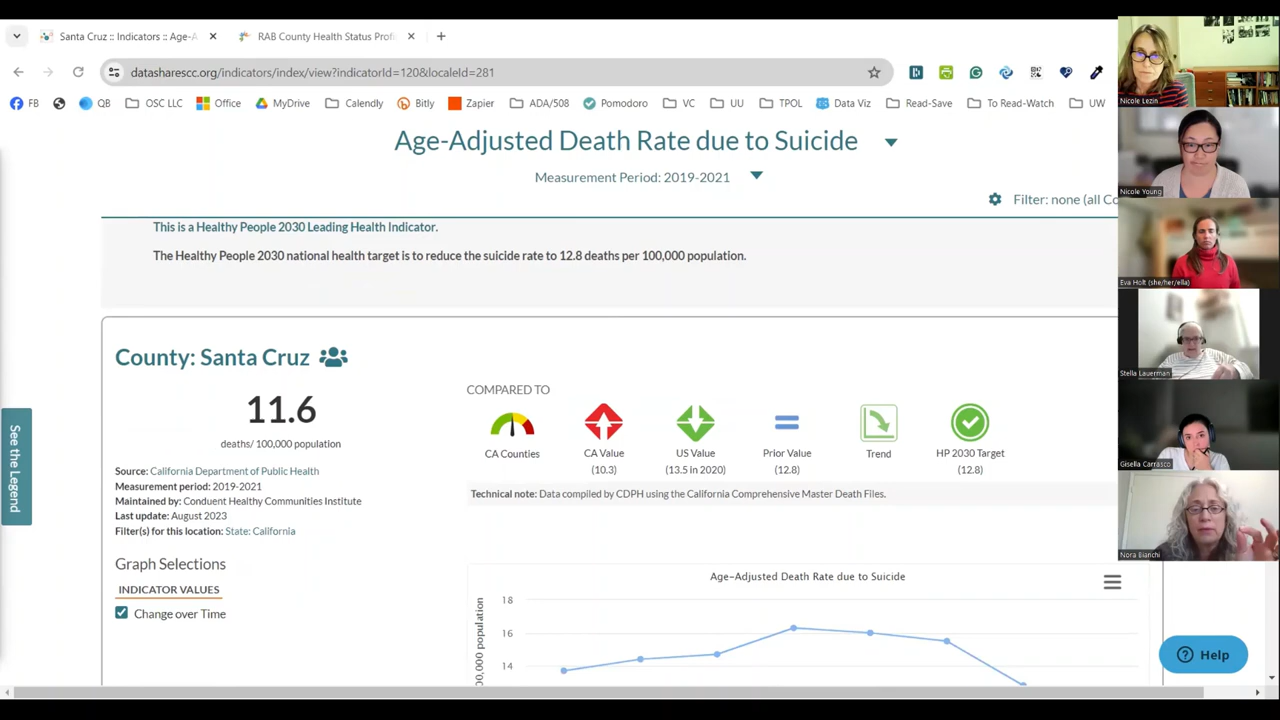 Santa Cruz :: Indicators :: Age-A
RAB County Health Status Profi
datasharescc.org/indicators/index/view?indicatorId=120&localeId=281
FB QB OSC LLC Office MyDrive Calendly Bitly Zapier ADA/508 Pomodoro VC UU TPOL Data Viz Read-Save To Read-Watch UW
Age-Adjusted Death Rate due to Suicide
Measurement Period: 2019-2021
Filter: none (all Co
This is a Healthy People 2030 Leading Health Indicator.
The Healthy People 2030 national health target is to reduce the suicide rate to 12.8 deaths per 100,000 population.
County: Santa Cruz
11.6
deaths/ 100,000 population
Source: California Department of Public Health
Measurement period: 2019-2021
Maintained by: Conduent Healthy Communities Institute
Last update: August 2023
Filter(s) for this location: State: California
COMPARED TO
CA Counties
CA Value
(10.3)
US Value
(13.5 in 2020)
Prior Value
(12.8)
Trend
HP 2030 Target
(12.8)
Technical note: Data compiled by CDPH using the California Comprehensive Master Death Files.
Graph Selections
INDICATOR VALUES
Change over Time
Age-Adjusted Death Rate due to Suicide
18
16
14
00,000 population
See the Legend
Help
Nicole Lezin
Nicole Young
Eva Holt (she/her/ella)
Stella Lauerman
Gisella Carrasco
Nora Bianchi